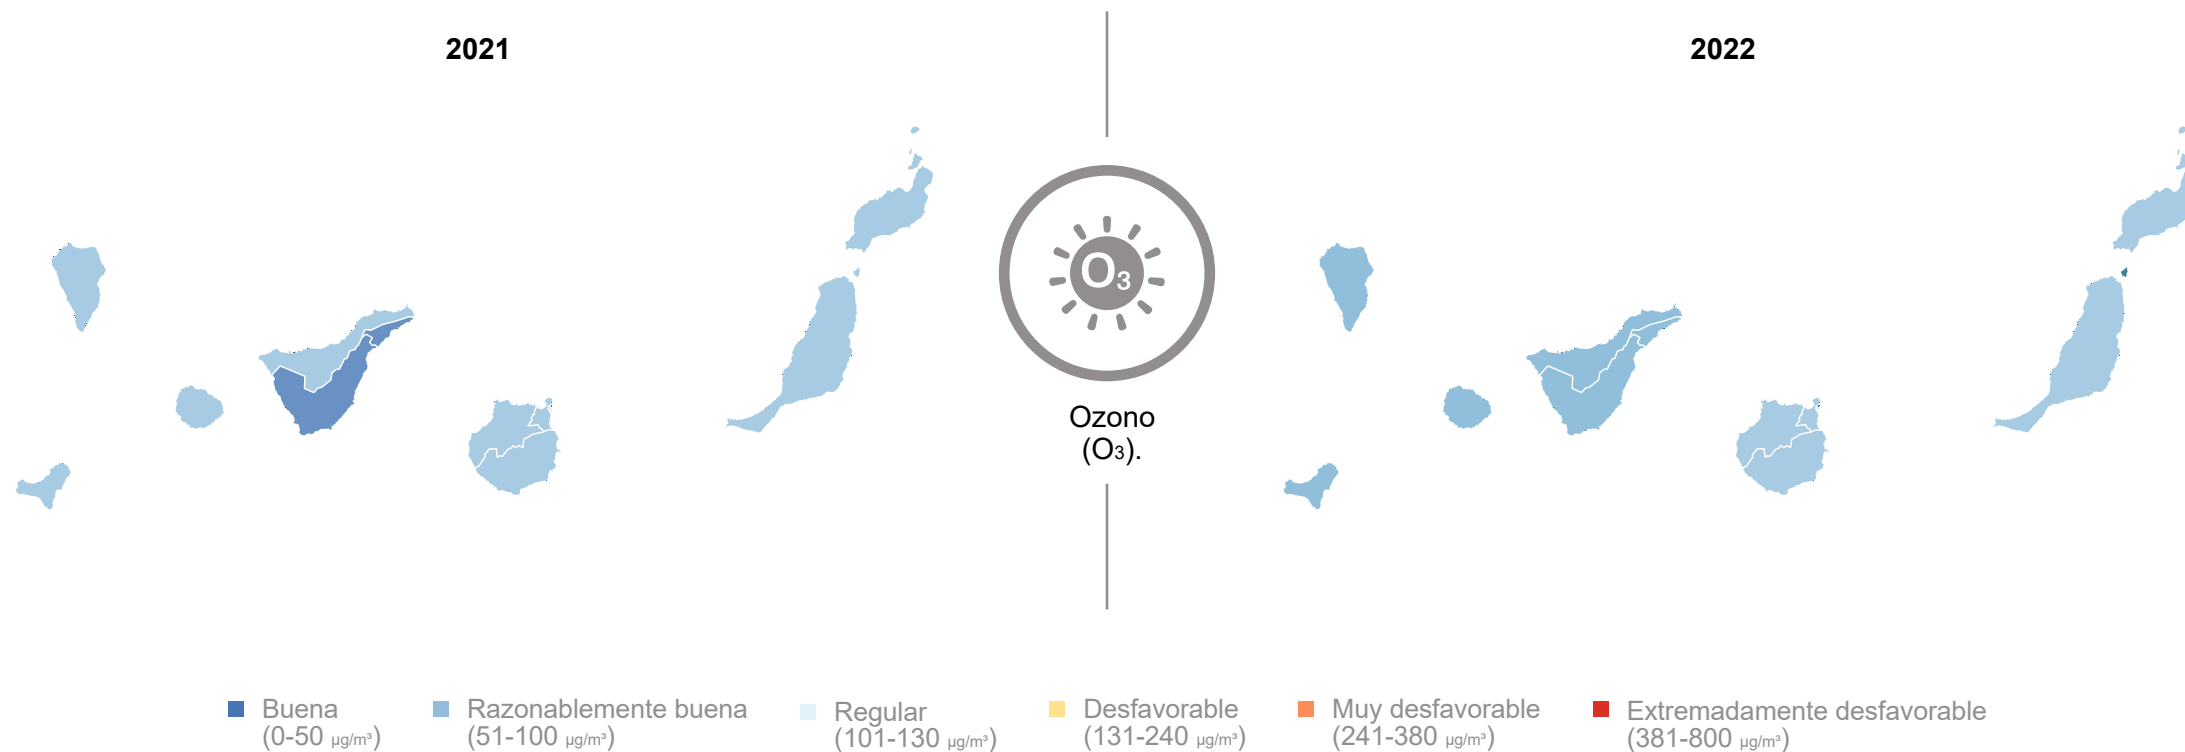 2021
2022
O₃
Ozono
(O₃).
Buena
(0-50 µg/m³)
Razonablemente buena
(51-100 µg/m³)
Regular
(101-130 µg/m³)
Desfavorable
(131-240 µg/m³)
Muy desfavorable
(241-380 µg/m³)
Extremadamente desfavorable
(381-800 µg/m³)